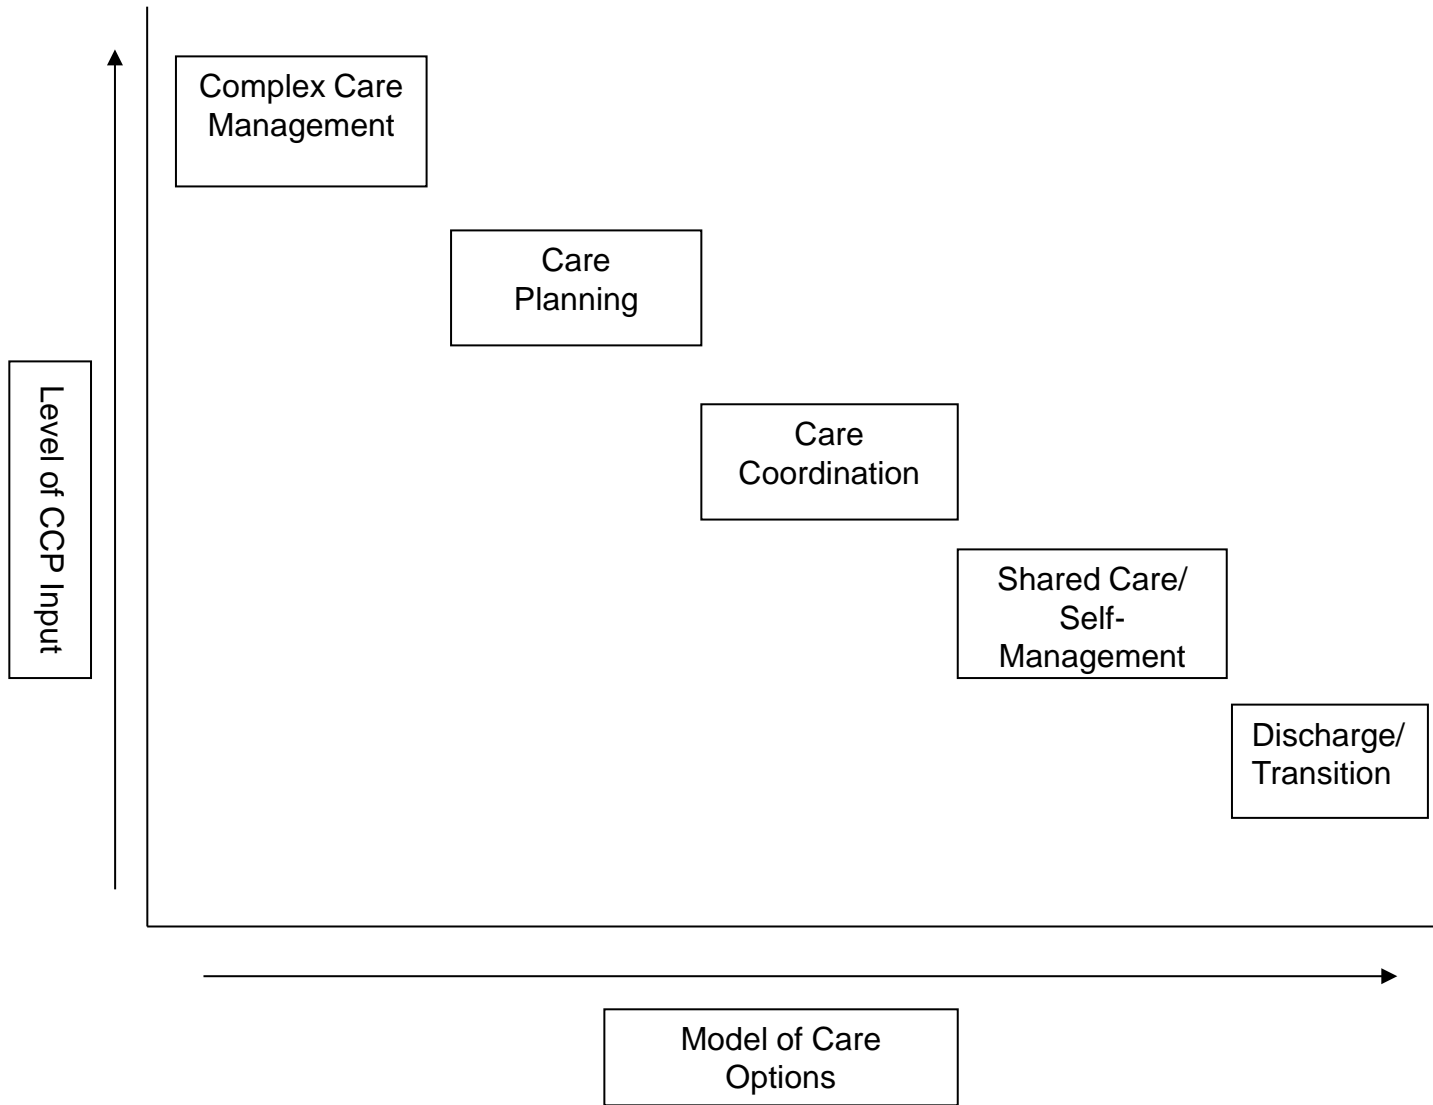 Complex Care
Management
Care
Planning
Care
Coordination
Level of CCP Input
Shared Care/
Self-
Management
Discharge/
Transition
Model of Care
Options